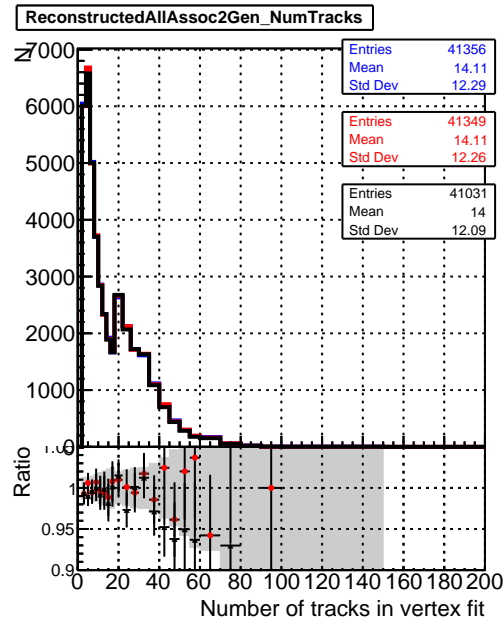 ReconstructedAllAssoc2Gen_NumTracks
N
7000
6000
5000
4000
3000
2000
1000
0
Entries 41356
Mean 14.11
Std Dev 12.29
Entries 41349
Mean 14.11
Std Dev 12.26
Entries 41031
Mean 14
Std Dev 12.09
Ratio
1
0.95
0.9
0 20 40 60 80 100 120 140 160 180 200
Number of tracks in vertex fit